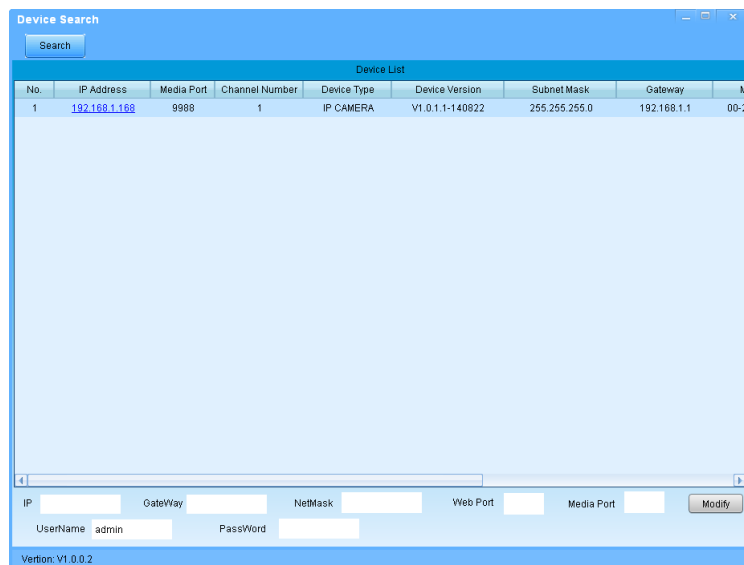 Device Search
Search
Device List
No. IP Address Media Port Channel Number Device Type Device Version Subnet Mask Gateway
1 192.168.1.168 9988 1 IP CAMERA V1.0.1.1-140822 255.255.255.0 192.168.1.1 00-
IP GateWay NetMask Web Port Media Port Modify
UserName admin PassWord
Vertion: V1.0.0.2